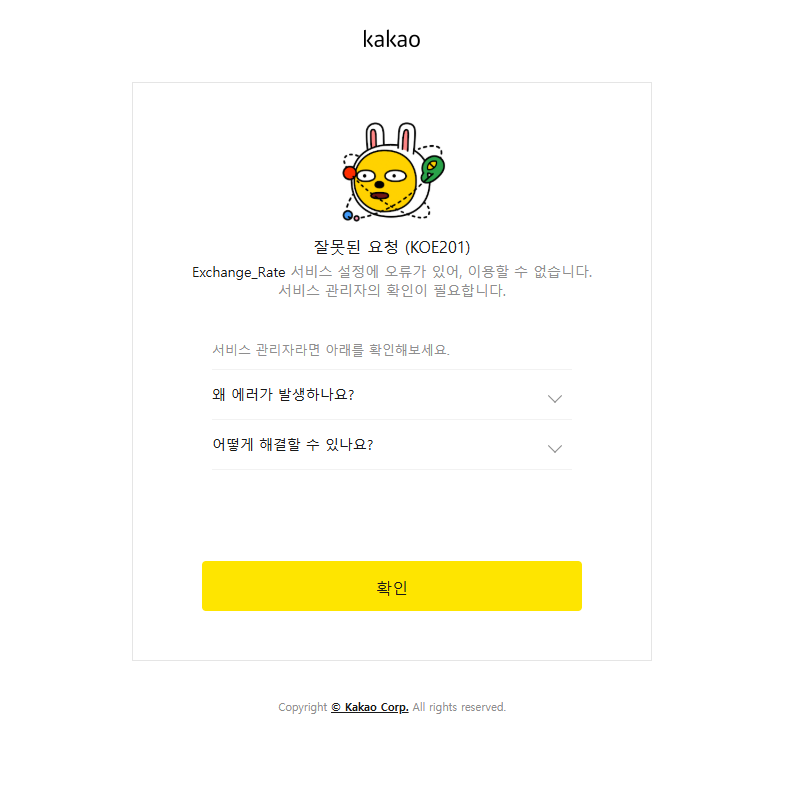 kakao
잘못된 요청 (KOE201)
Exchange_Rate 서비스 설정에 오류가 있어, 이용할 수 없습니다.
서비스 관리자의 확인이 필요합니다.
서비스 관리자라면 아래를 확인해보세요.
왜 에러가 발생하나요?
어떻게 해결할 수 있나요?
확인
Copyright © Kakao Corp. All rights reserved.